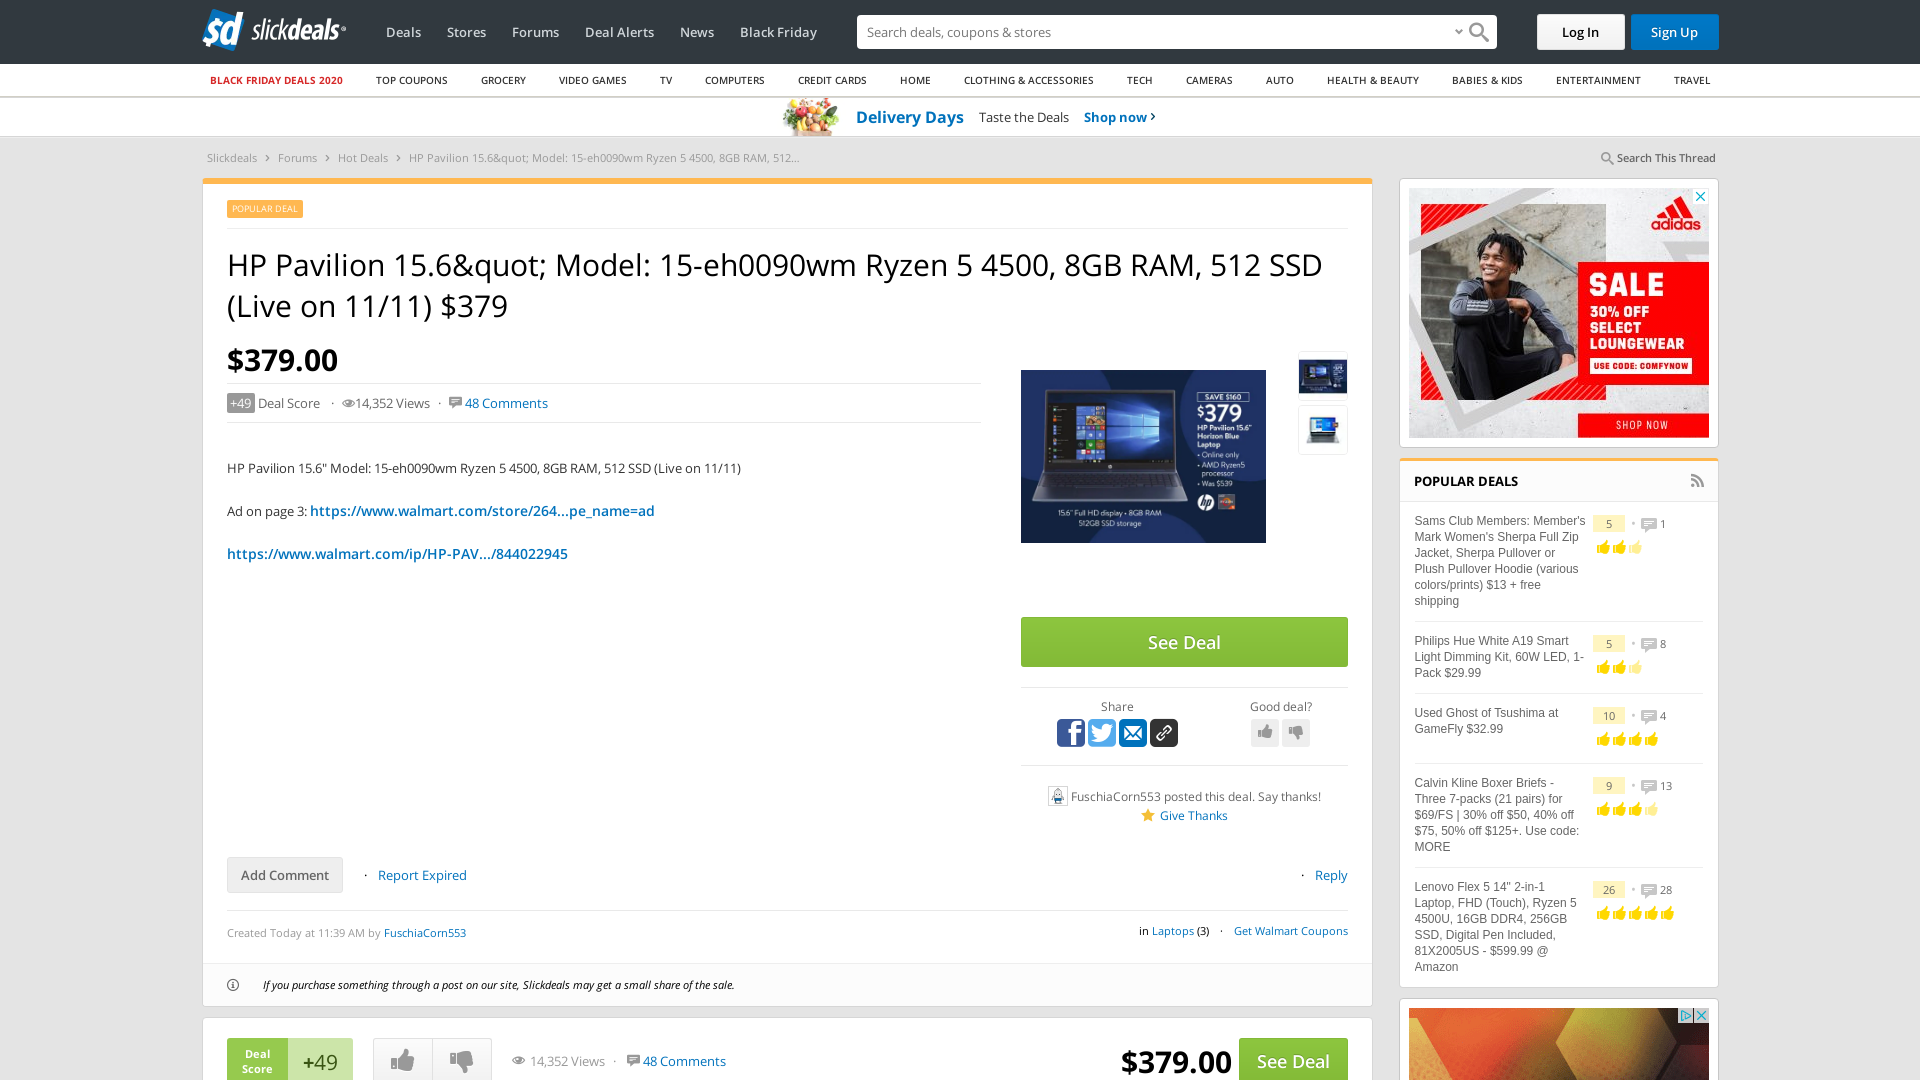 sd slickdeals
Deals Stores Forums Deal Alerts News Black Friday
Search deals, coupons & stores
Log In
Sign Up
BLACK FRIDAY DEALS 2020 TOP COUPONS GROCERY VIDEO GAMES TV COMPUTERS CREDIT CARDS HOME CLOTHING & ACCESSORIES TECH CAMERAS AUTO HEALTH & BEAUTY BABIES & KIDS ENTERTAINMENT TRAVEL
Delivery Days Taste the Deals Shop now ›
Slickdeals › Forums › Hot Deals › HP Pavilion 15.6&quot; Model: 15-eh0090wm Ryzen 5 4500, 8GB RAM, 512...
Search This Thread
POPULAR DEAL
HP Pavilion 15.6&quot; Model: 15-eh0090wm Ryzen 5 4500, 8GB RAM, 512 SSD
(Live on 11/11) $379
$379.00
+49 Deal Score · 14,352 Views · 48 Comments
HP Pavilion 15.6" Model: 15-eh0090wm Ryzen 5 4500, 8GB RAM, 512 SSD (Live on 11/11)
Ad on page 3: https://www.walmart.com/store/264...pe_name=ad
https://www.walmart.com/ip/HP-PAV.../844022945
SAVE $160
$379
HP Pavilion 15.6"
Horizon Blue
Laptop
• Online only
• AMD Ryzen5
processor
• Was $539
hp
15.6" Full HD display • 8GB RAM
512GB SSD storage
See Deal
Share
Good deal?
FuschiaCorn553 posted this deal. Say thanks!
Give Thanks
Add Comment · Report Expired
· Reply
Created Today at 11:39 AM by FuschiaCorn553
in Laptops (3) · Get Walmart Coupons
If you purchase something through a post on our site, Slickdeals may get a small share of the sale.
Deal
Score
+49
14,352 Views · 48 Comments
$379.00
See Deal
adidas
SALE
30% OFF
SELECT
LOUNGEWEAR
USE CODE: COMFYNOW
SHOP NOW
POPULAR DEALS
Sams Club Members: Member's
Mark Women's Sherpa Full Zip
Jacket, Sherpa Pullover or
Plush Pullover Hoodie (various
colors/prints) $13 + free
shipping
5 • 1
Philips Hue White A19 Smart
Light Dimming Kit, 60W LED, 1-
Pack $29.99
5 • 8
Used Ghost of Tsushima at
GameFly $32.99
10 • 4
Calvin Kline Boxer Briefs -
Three 7-packs (21 pairs) for
$69/FS | 30% off $50, 40% off
$75, 50% off $125+. Use code:
MORE
9 • 13
Lenovo Flex 5 14" 2-in-1
Laptop, FHD (Touch), Ryzen 5
4500U, 16GB DDR4, 256GB
SSD, Digital Pen Included,
81X2005US - $599.99 @
Amazon
26 • 28